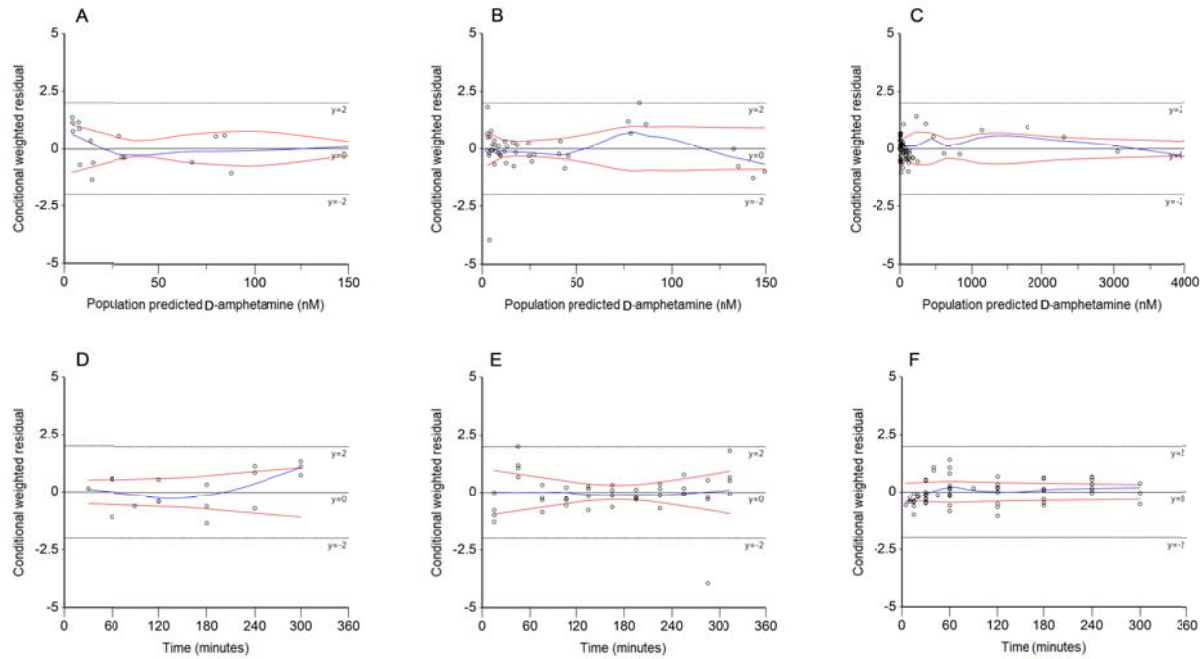 A
Conditional weighted residual
5
2.5
0
-2.5
-5
y=2
y=0
y=-2
0
50
100
150
Population predicted D-amphetamine (nM)
B
Conditional weighted residual
5
2.5
0
-2.5
-5
y=2
y=0
y=-2
0
50
100
150
Population predicted D-amphetamine (nM)
C
Conditional weighted residual
5
2.5
0
-2.5
-5
0
1000
2000
3000
4000
Population predicted D-amphetamine (nM)
D
Conditional weighted residual
5
2.5
0
-2.5
-5
y=2
y=0
y=-2
0
60
120
180
240
300
360
Time (minutes)
E
Conditional weighted residual
5
2.5
0
-2.5
-5
y=2
y=0
y=-2
0
60
120
180
240
300
360
Time (minutes)
F
Conditional weighted residual
5
2.5
0
-2.5
-5
0
60
120
180
240
300
360
Time (minutes)